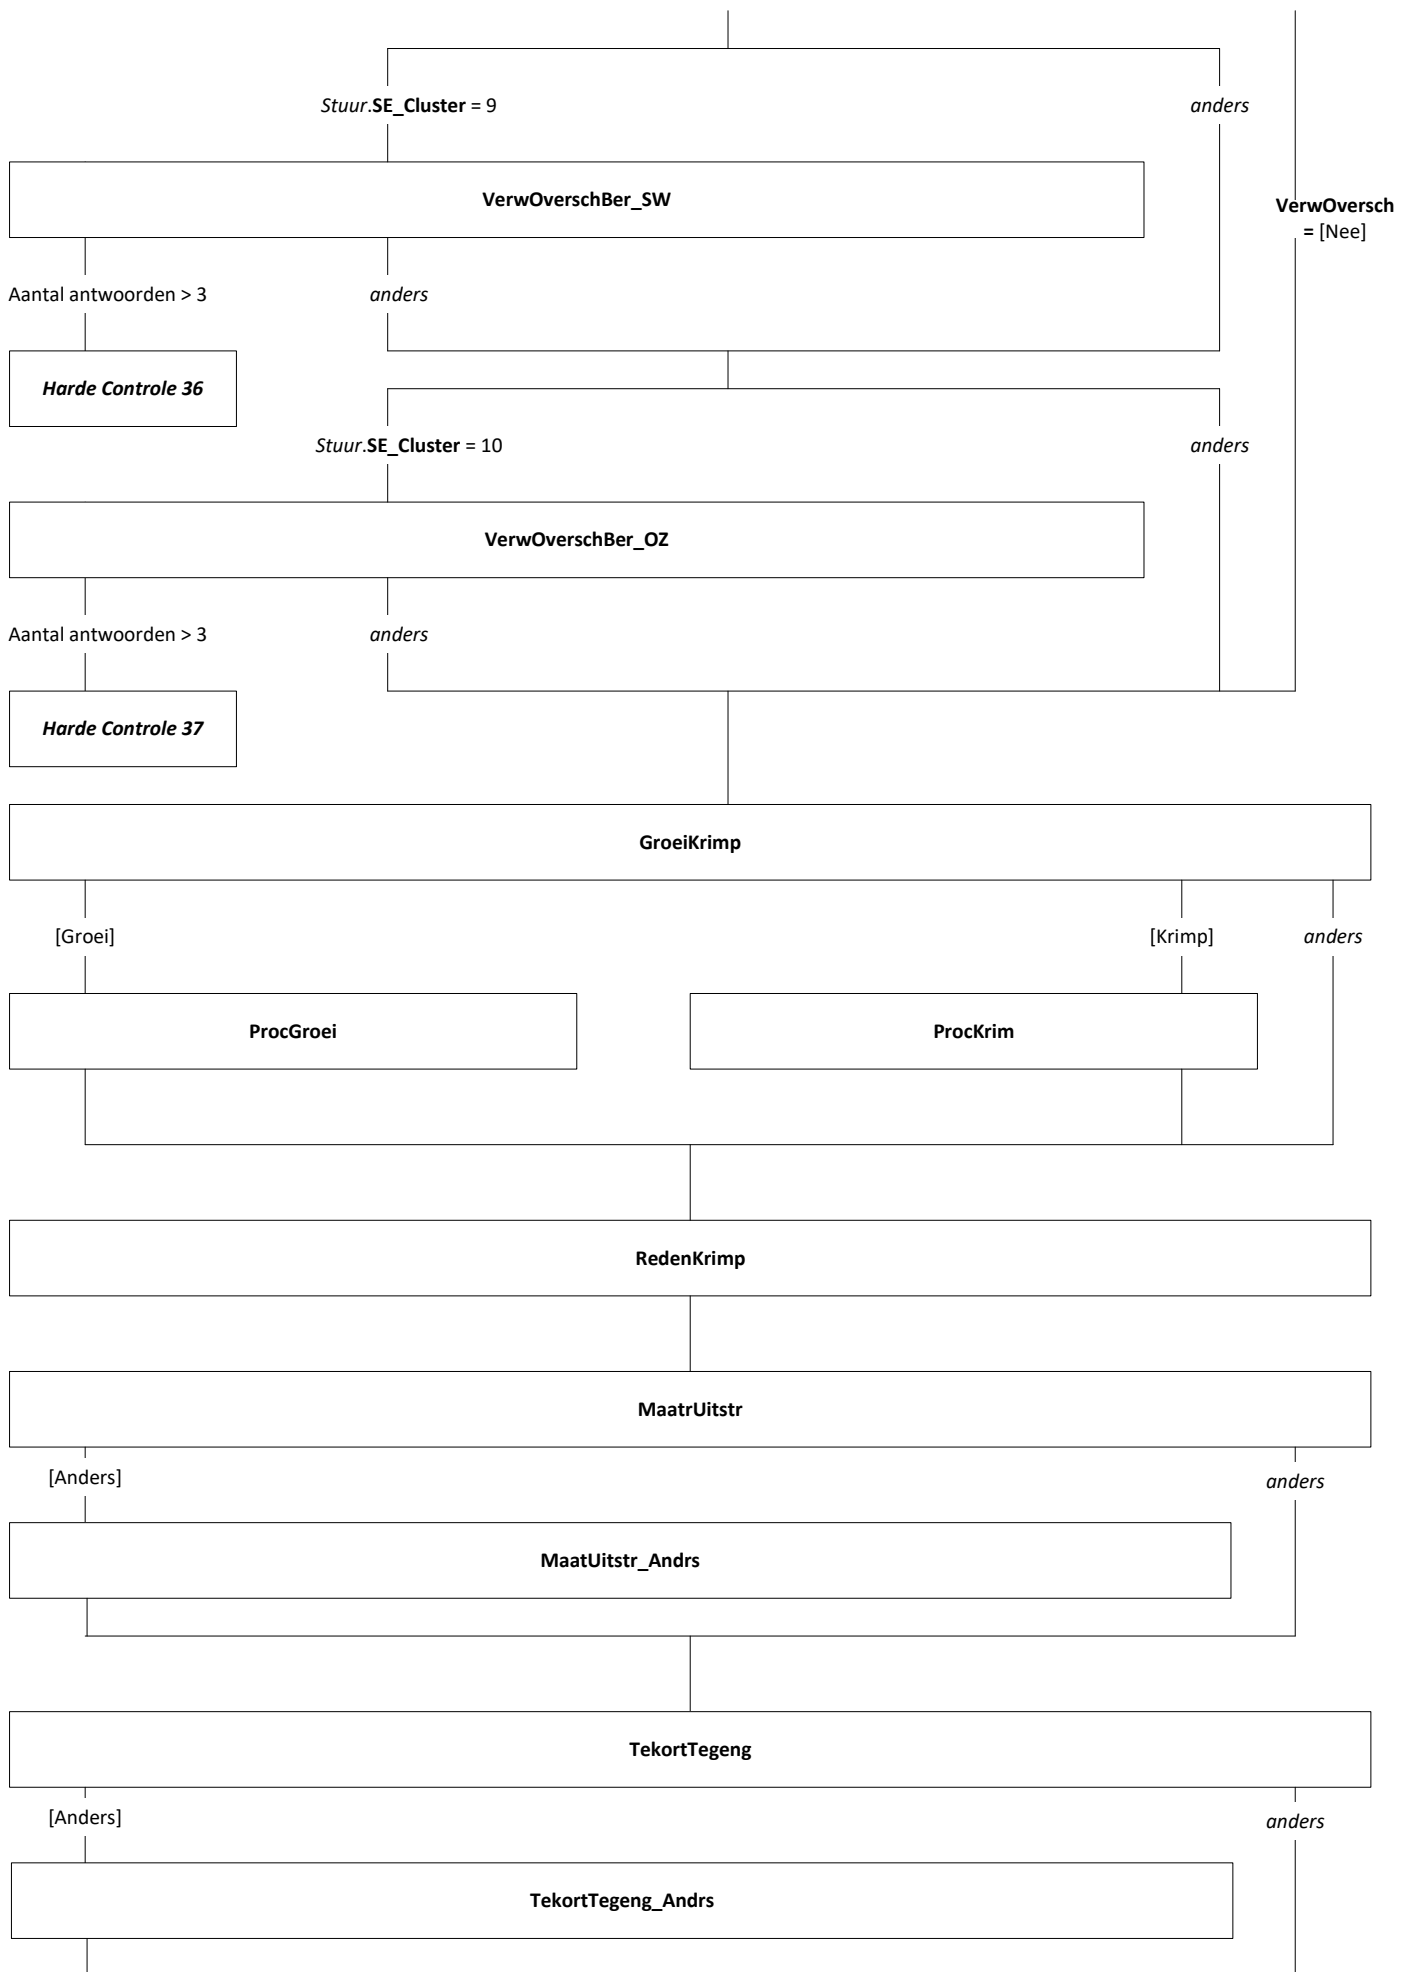 Stuur.SE_Cluster = 9
anders
VerwOverschBer_SW
VerwOversch
= [Nee]
Aantal antwoorden > 3
anders
Harde Controle 36
Stuur.SE_Cluster = 10
anders
VerwOverschBer_OZ
Aantal antwoorden > 3
anders
Harde Controle 37
GroeiKrimp
[Groei]
[Krimp]
anders
ProcGroei
ProcKrim
RedenKrimp
MaatrUitstr
[Anders]
anders
MaatUitstr_Andrs
TekortTegeng
[Anders]
anders
TekortTegeng_Andrs